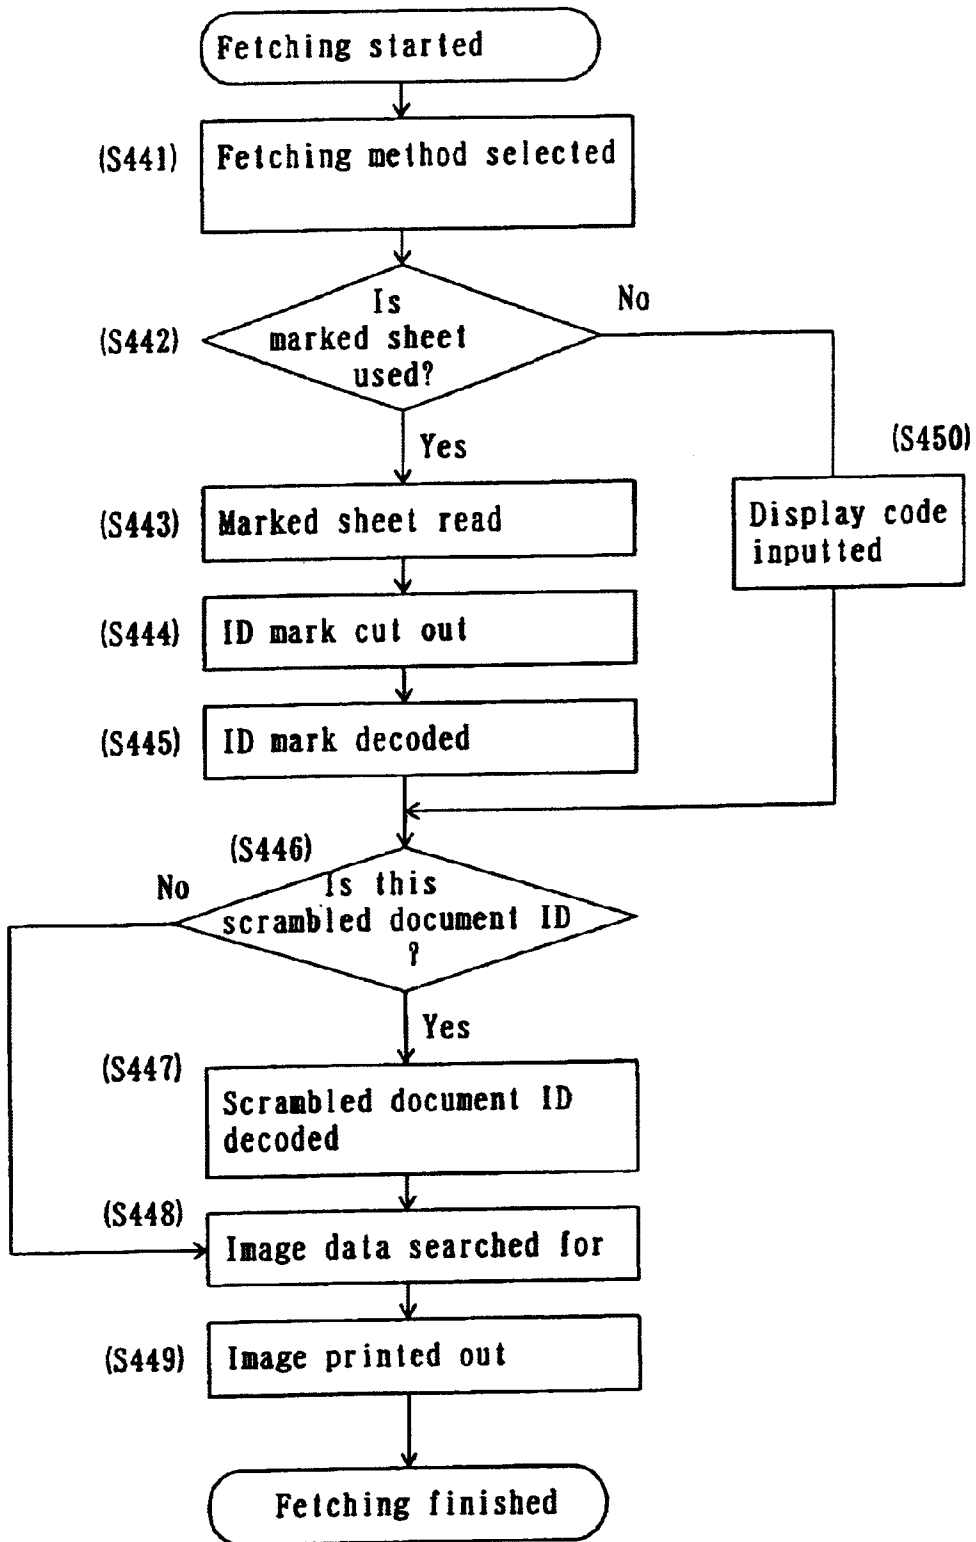 Fetching started
(S441)
Fetching method selected
(S442)
Is
marked sheet
used?
No
Yes
(S450)
Display code
inputted
(S443)
Marked sheet read
(S444)
ID mark cut out
(S445)
ID mark decoded
(S446)
No
Is this
scrambled document ID
?
Yes
(S447)
Scrambled document ID
decoded
(S448)
Image data searched for
(S449)
Image printed out
Fetching finished